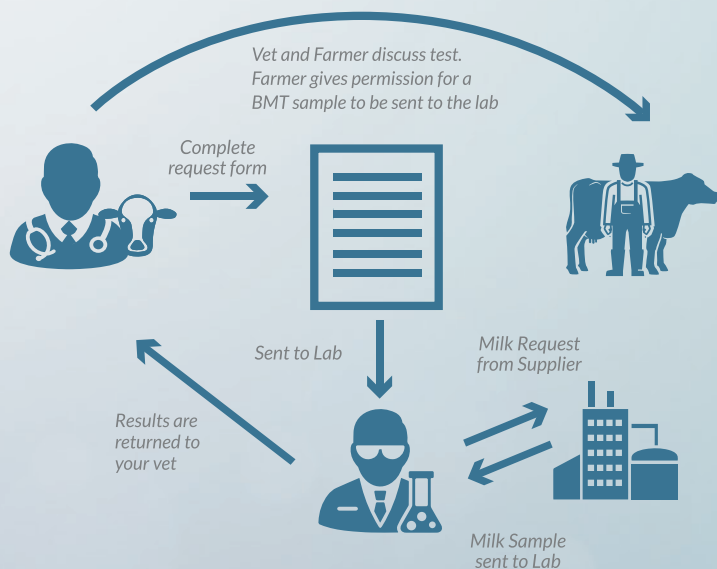 Vet and Farmer discuss test.
Farmer gives permission for a
BMT sample to be sent to the lab
Complete
request form
Sent to Lab
Milk Request
from Supplier
Results are
returned to
your vet
Milk Sample
sent to Lab